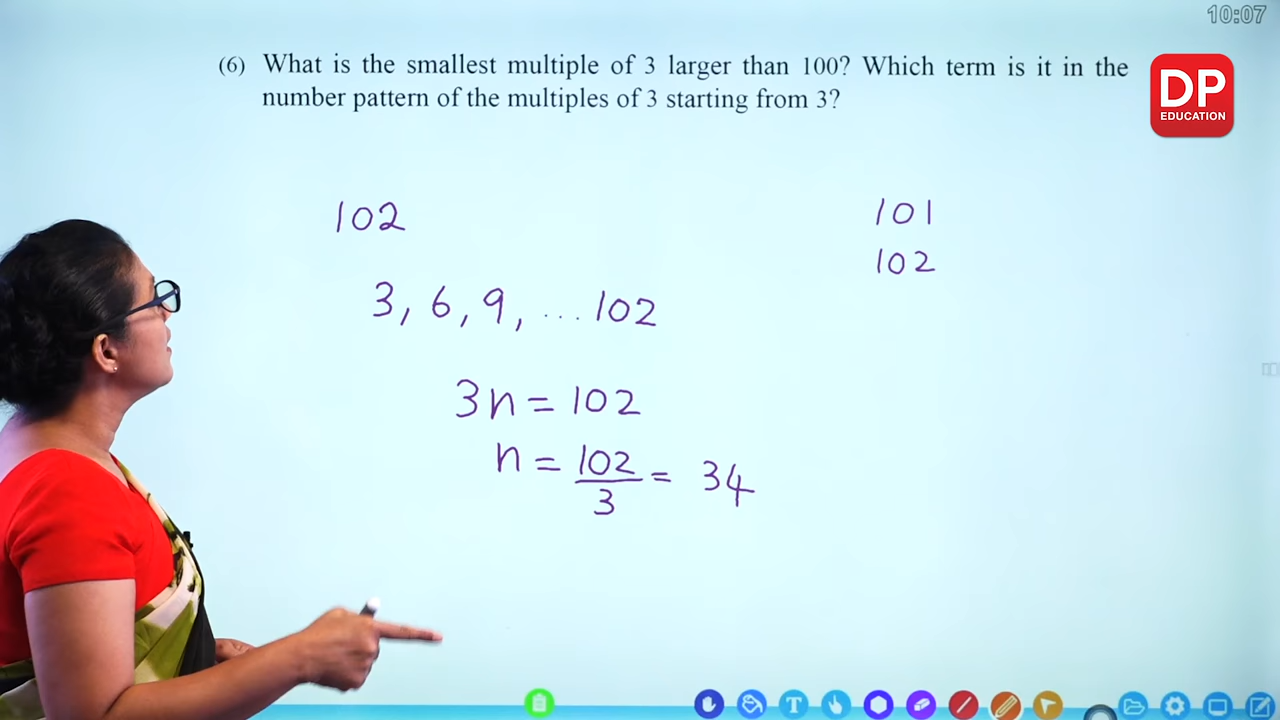 10:07
(6) What is the smallest multiple of 3 larger than 100? Which term is it in the
number pattern of the multiples of 3 starting from 3?
DP
EDUCATION
102
101
102
3, 6, 9, ... 102
3n = 102
n = 102/3 = 34
T